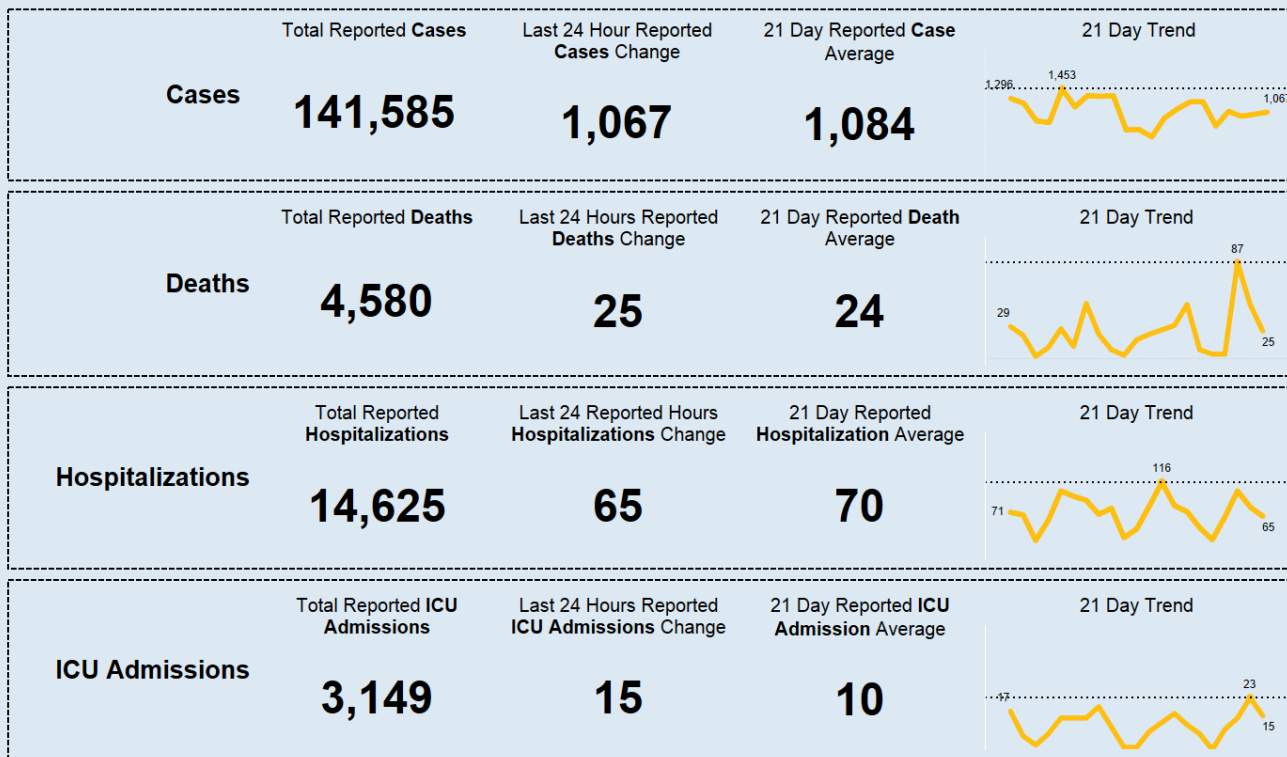 Total Reported Cases
Last 24 Hour Reported
Cases Change
21 Day Reported Case
Average
21 Day Trend
Cases
141,585
1,067
1,084
1,296
1,453
1,067
Total Reported Deaths
Last 24 Hours Reported
Deaths Change
21 Day Reported Death
Average
21 Day Trend
Deaths
4,580
25
24
29
87
25
Total Reported
Hospitalizations
Last 24 Reported Hours
Hospitalizations Change
21 Day Reported
Hospitalization Average
21 Day Trend
Hospitalizations
14,625
65
70
71
116
65
Total Reported ICU
Admissions
Last 24 Hours Reported
ICU Admissions Change
21 Day Reported ICU
Admission Average
21 Day Trend
ICU Admissions
3,149
15
10
17
23
15